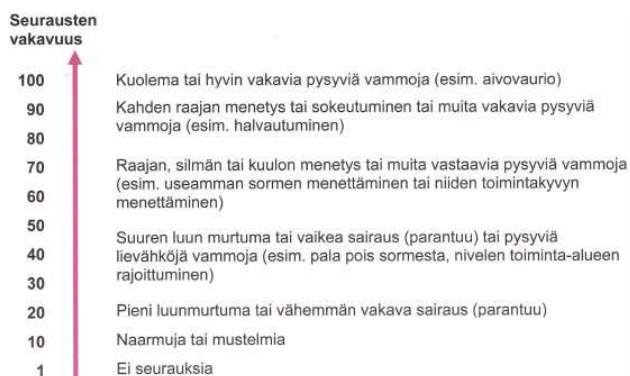 Seurausten
vakavuus
100 Kuolema tai hyvin vakavia pysyviä vammoja (esim. aivovaurio)
90 Kahden raajan menetys tai sokeutuminen tai muita vakavia pysyviä
80 vammoja (esim. halvautuminen)
70 Raajan, silmän tai kuulon menetys tai muita vastaavia pysyviä vammoja
(esim. useamman sormen menettäminen tai niiden toimintakyvyn
60 menettäminen)
50
Suuren luun murtuma tai vaikea sairaus (parantuu) tai pysyviä
40 lievähköjä vammoja (esim. pala pois sormesta, nivelen toiminta-alueen
30 rajoittuminen)
20 Pieni luunmurtuma tai vähemmän vakava sairaus (parantuu)
10 Naarmuja tai mustelmia
1 Ei seurauksia